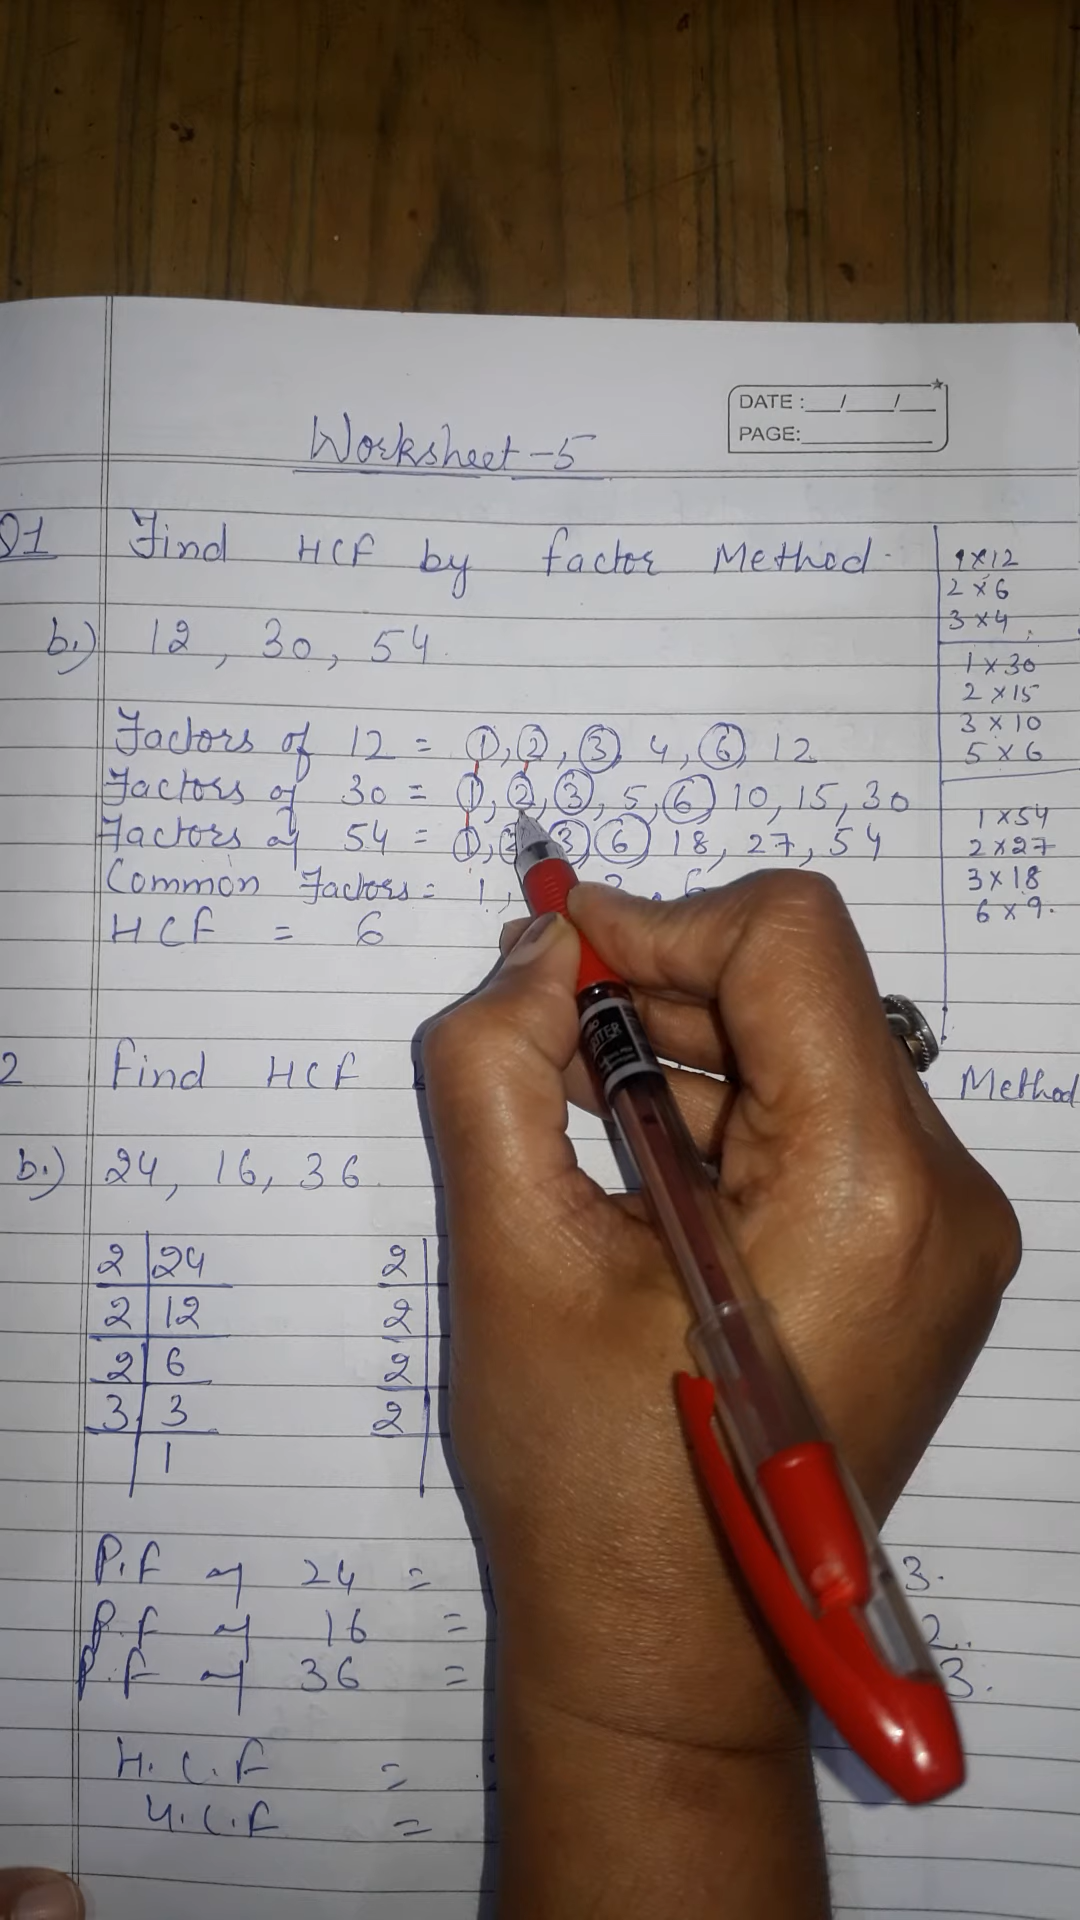 DATE : __/__/__
PAGE: ________
Worksheet-5
Q1 Find HCF by factor Method.
b.) 12, 30, 54.
Factors of 12 = 1, 2, 3, 4, 6, 12
Factors of 30 = 1, 2, 3, 5, 6, 10, 15, 30
Factors of 54 = 1, 3, 6 18, 27, 54
Common Factors = 1, 6
HCF = 6
1×12
2×6
3×4
1×30
2×15
3×10
5×6
1×54
2×27
3×18
6×9.
2 Find HCF Method
b.) 24, 16, 36.
2 24
2 12
2 6
3 3
1
2
2
2
2
P.F of 24 = 3.
P.F of 16 = 2.
P.F of 36 = 3.
H.C.F =
H.C.F =